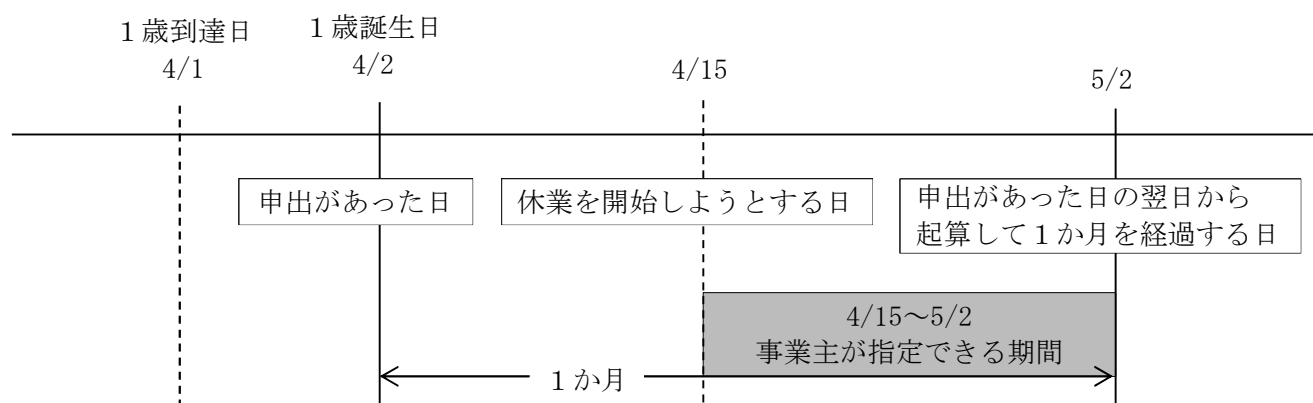 １歳到達日
4/1
１歳誕生日
4/2
4/15
5/2
申出があった日
休業を開始しようとする日
申出があった日の翌日から
起算して１か月を経過する日
4/15～5/2
事業主が指定できる期間
１か月